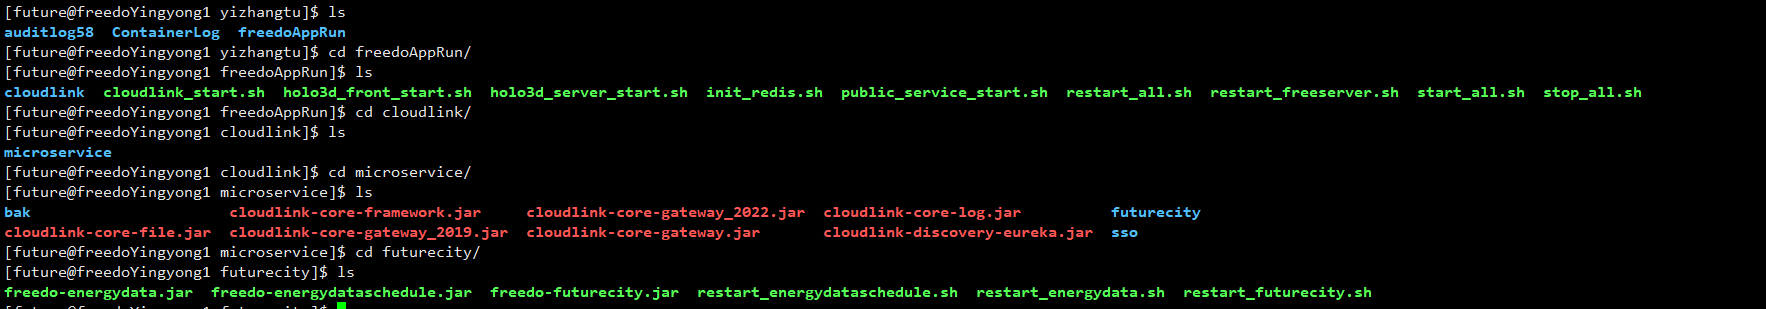 [future@freedoYingyong1 yizhangtu]$ ls
auditlog58  ContainerLog  freedoAppRun
[future@freedoYingyong1 yizhangtu]$ cd freedoAppRun/
[future@freedoYingyong1 freedoAppRun]$ ls
cloudlink  cloudlink_start.sh  holo3d_front_start.sh  holo3d_server_start.sh  init_redis.sh  public_service_start.sh  restart_all.sh  restart_freeserver.sh  start_all.sh  stop_all.sh
[future@freedoYingyong1 freedoAppRun]$ cd cloudlink/
[future@freedoYingyong1 cloudlink]$ ls
microservice
[future@freedoYingyong1 cloudlink]$ cd microservice/
[future@freedoYingyong1 microservice]$ ls
bak                      cloudlink-core-framework.jar     cloudlink-core-gateway_2022.jar  cloudlink-core-log.jar          futurecity
cloudlink-core-file.jar  cloudlink-core-gateway_2019.jar  cloudlink-core-gateway.jar       cloudlink-discovery-eureka.jar  sso
[future@freedoYingyong1 microservice]$ cd futurecity/
[future@freedoYingyong1 futurecity]$ ls
freedo-energydata.jar  freedo-energydataschedule.jar  freedo-futurecity.jar  restart_energydataschedule.sh  restart_energydata.sh  restart_futurecity.sh